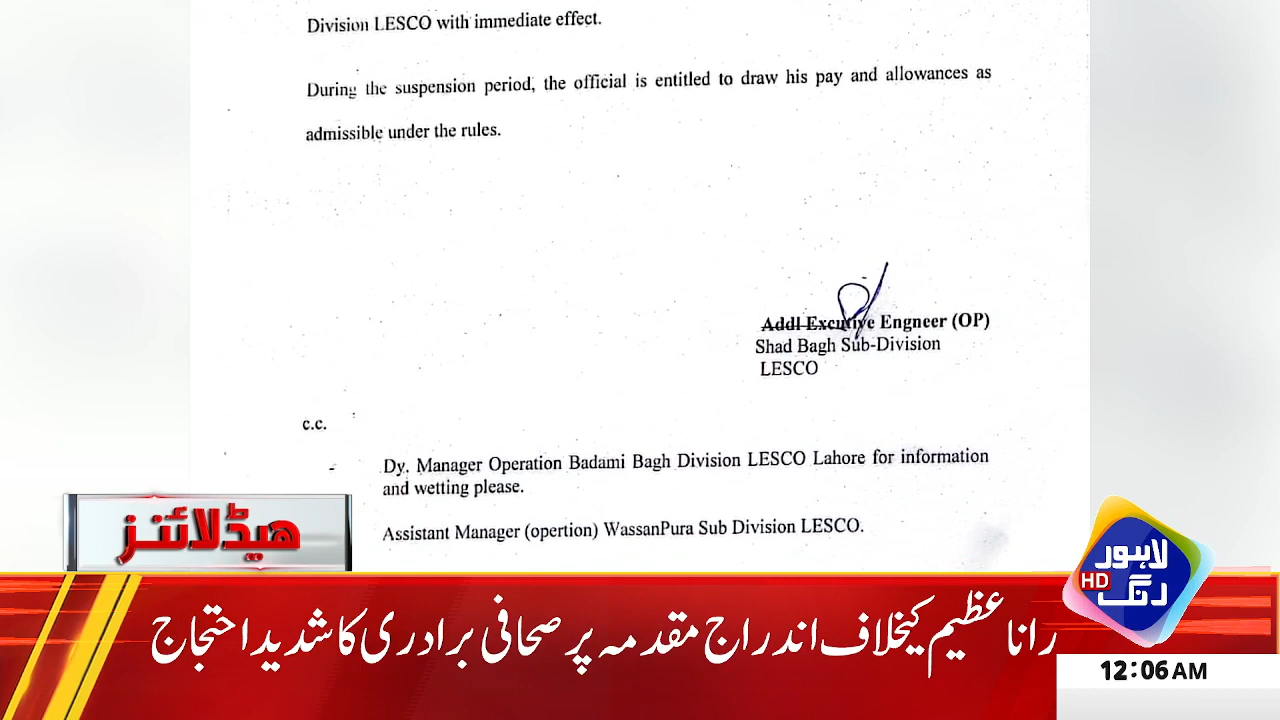 Division LESCO with immediate effect.
During the suspension period, the official is entitled to draw his pay and allowances as
admissible under the rules.
Addl Excutive Engneer (OP)
Shad Bagh Sub-Division
LESCO
c.c.
- Dy. Manager Operation Badami Bagh Division LESCO Lahore for information
and wetting please.
Assistant Manager (opertion) WassanPura Sub Division LESCO.
ہیڈلائنز
لاہور
HD رنگ
رانا عظیم کیخلاف اندراج مقدمہ پر صحافی برادری کا شدید احتجاج
12:06 AM